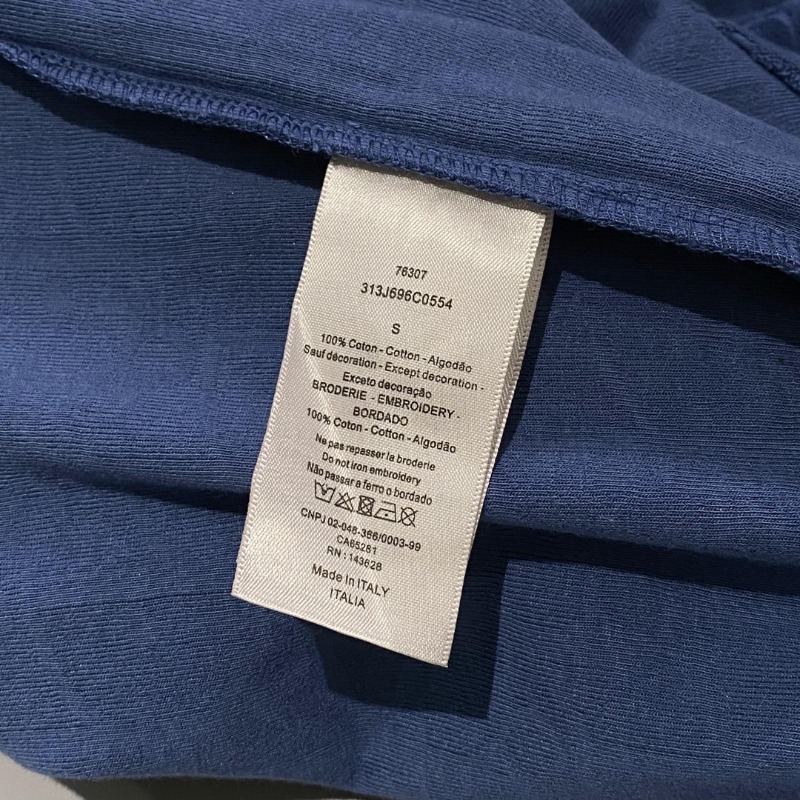 76307
313J696C0554
S
100% Coton - Cotton - Algodão
Sauf décoration - Except decoration -
Exceto decoração
BRODERIE - EMBROIDERY -
BORDADO
100% Coton - Cotton - Algodão
Ne pas repasser la broderie
Do not iron embroidery
Não passar a ferro o bordado
CNPJ 02-048-356/0003-99
CA65281
RN : 143628
Made in ITALY
ITALIA